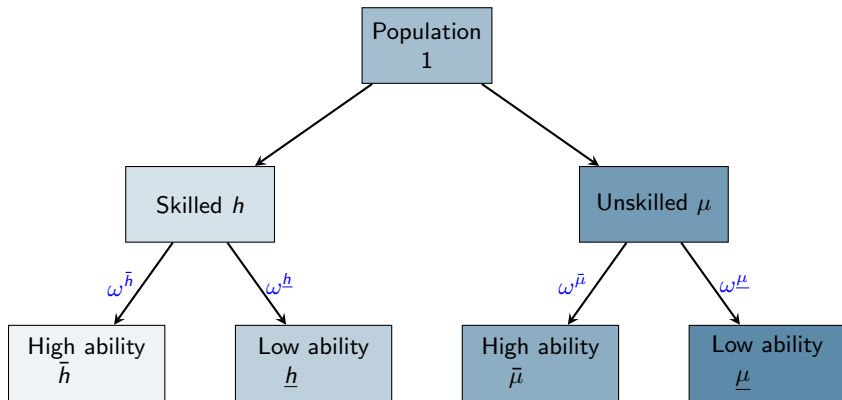 Population
1
Skilled h
Unskilled μ
ω^h̄
ω^h̲
ω^μ̄
ω^μ̲
High ability
h̄
Low ability
h̲
High ability
μ̄
Low ability
μ̲